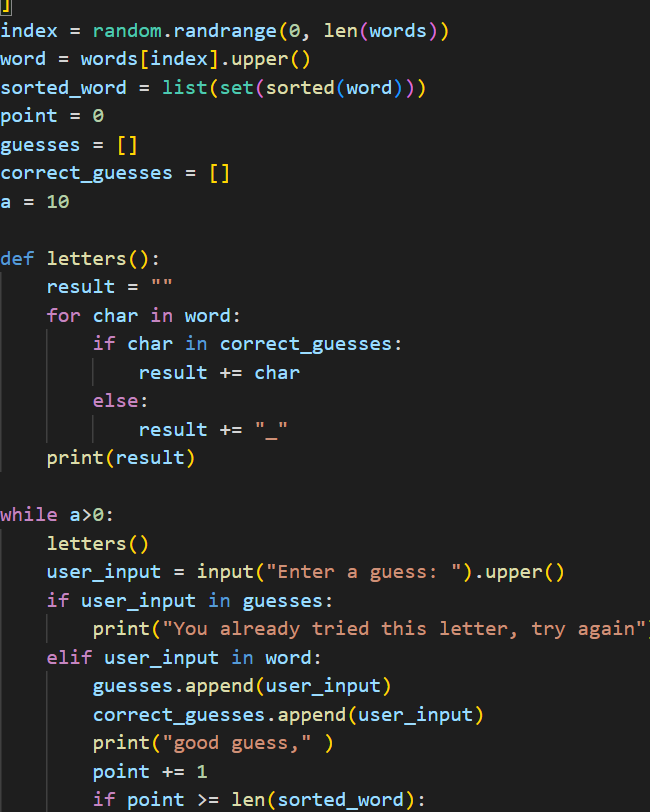 ]
index = random.randrange(0, len(words))
word = words[index].upper()
sorted_word = list(set(sorted(word)))
point = 0
guesses = []
correct_guesses = []
a = 10
def letters():
    result = ""
    for char in word:
        if char in correct_guesses:
            result += char
        else:
            result += "_"
    print(result)
while a>0:
    letters()
    user_input = input("Enter a guess: ").upper()
    if user_input in guesses:
        print("You already tried this letter, try again")
    elif user_input in word:
        guesses.append(user_input)
        correct_guesses.append(user_input)
        print("good guess," )
        point += 1
        if point >= len(sorted_word):